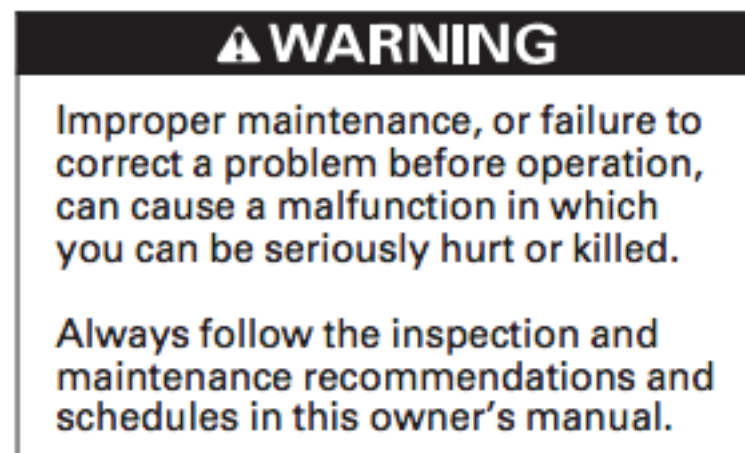 WARNING
Improper maintenance, or failure to
correct a problem before operation,
can cause a malfunction in which
you can be seriously hurt or killed.
Always follow the inspection and
maintenance recommendations and
schedules in this owner's manual.